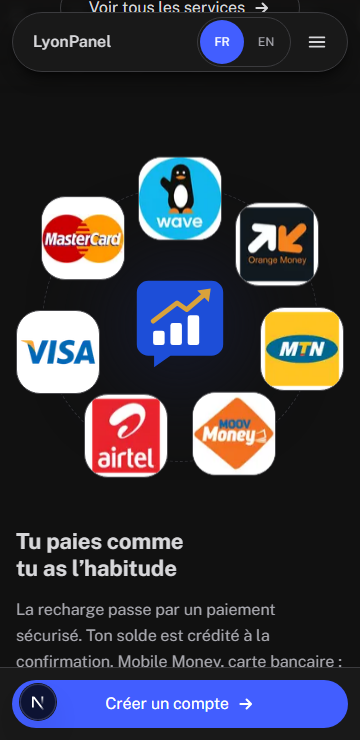 Voir tous les services →
LyonPanel
FR EN
wave
MasterCard
Orange Money
VISA
MTN
airtel
MOOV
Money
Tu paies comme
tu as l’habitude
La recharge passe par un paiement
sécurisé. Ton solde est crédité à la
confirmation. Mobile Money, carte bancaire :
N
Créer un compte →